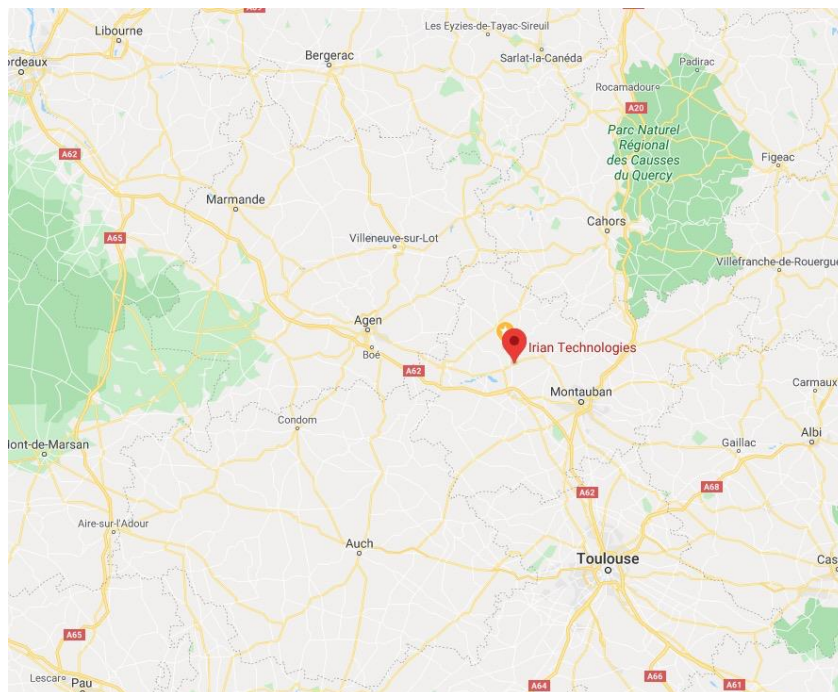 Libourne
Les Eyzies-de-Tayac-Sireuil
Bergerac
Sarlat-la-Canéda
Padirac
ordeaux
Rocamadour
A20
Parc Naturel
Régional
des Causses
du Quercy
A62
Figeac
Marmande
Cahors
A65
Villeneuve-sur-Lot
Villefranche-de-Rouergue
Agen
Boé
Irian Technologies
A62
Montauban
Carmaux
Condom
Mont-de-Marsan
Gaillac
Albi
A68
A62
Aire-sur-l'Adour
Auch
Toulouse
Cas
A65
Lescar
Pau
A64
A66
A61